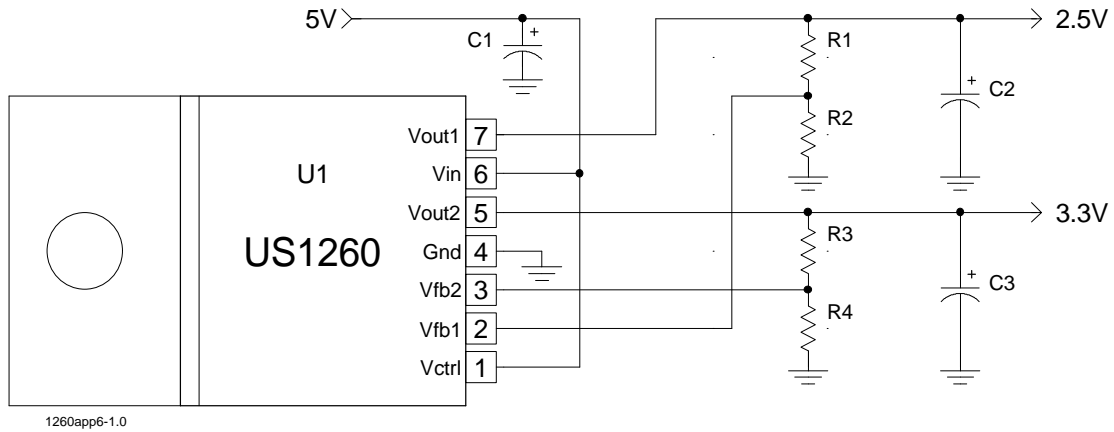 5V
C1
+
R1
2.5V
+
C2
R2
Vout1 7
U1
Vin 6
Vout2 5
3.3V
R3
US1260
Gnd 4
+
C3
Vfb2 3
R4
Vfb1 2
Vctrl 1
1260app6-1.0